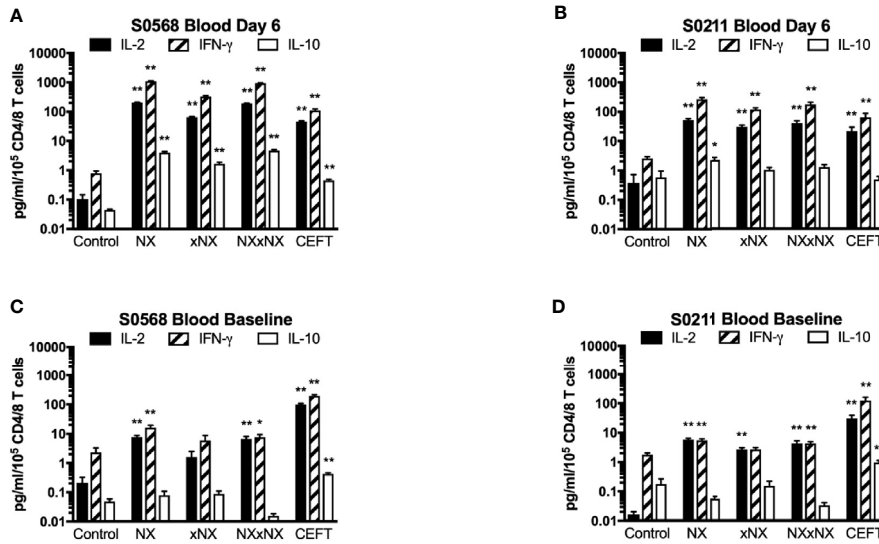 A
S0568 Blood Day 6
IL-2 IFN-γ IL-10
pg/ml/10⁵ CD4/8 T cells
10000
1000
100
10
1
0.1
0.01
** ** ** ** ** ** ** ** ** ** ** **
Control NX xNX NXxNX CEFT
B
S0211 Blood Day 6
IL-2 IFN-γ IL-10
pg/ml/10⁵ CD4/8 T cells
10000
1000
100
10
1
0.1
0.01
** ** * ** ** ** ** ** **
Control NX xNX NXxNX CEFT
C
S0568 Blood Baseline
IL-2 IFN-γ IL-10
pg/ml/10⁵ CD4/8 T cells
10000
1000
100
10
1
0.1
0.01
** ** ** * ** ** **
Control NX xNX NXxNX CEFT
D
S0211 Blood Baseline
IL-2 IFN-γ IL-10
pg/ml/10⁵ CD4/8 T cells
10000
1000
100
10
1
0.1
0.01
** ** ** ** ** ** ** *
Control NX xNX NXxNX CEFT